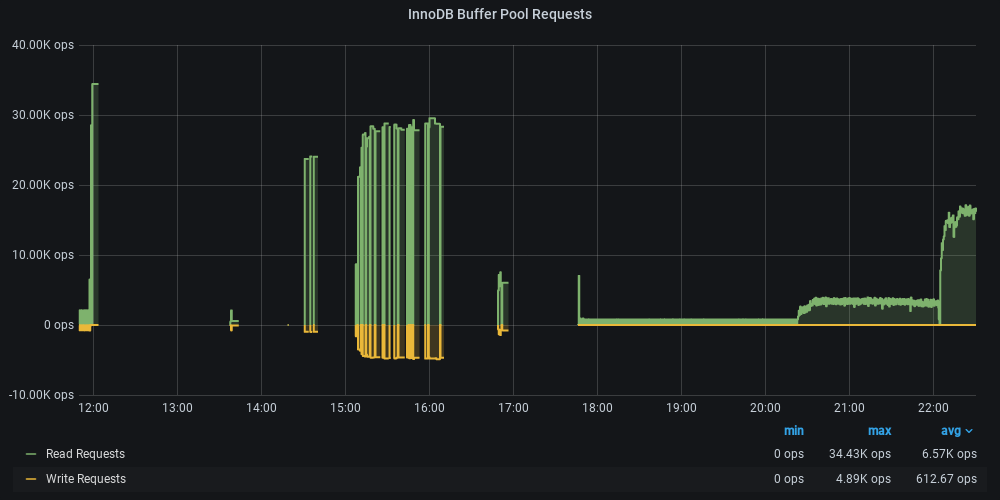 InnoDB Buffer Pool Requests
40.00K ops
30.00K ops
20.00K ops
10.00K ops
0 ops
-10.00K ops
12:00 13:00 14:00 15:00 16:00 17:00 18:00 19:00 20:00 21:00 22:00
min max avg
Read Requests 0 ops 34.43K ops 6.57K ops
Write Requests 0 ops 4.89K ops 612.67 ops